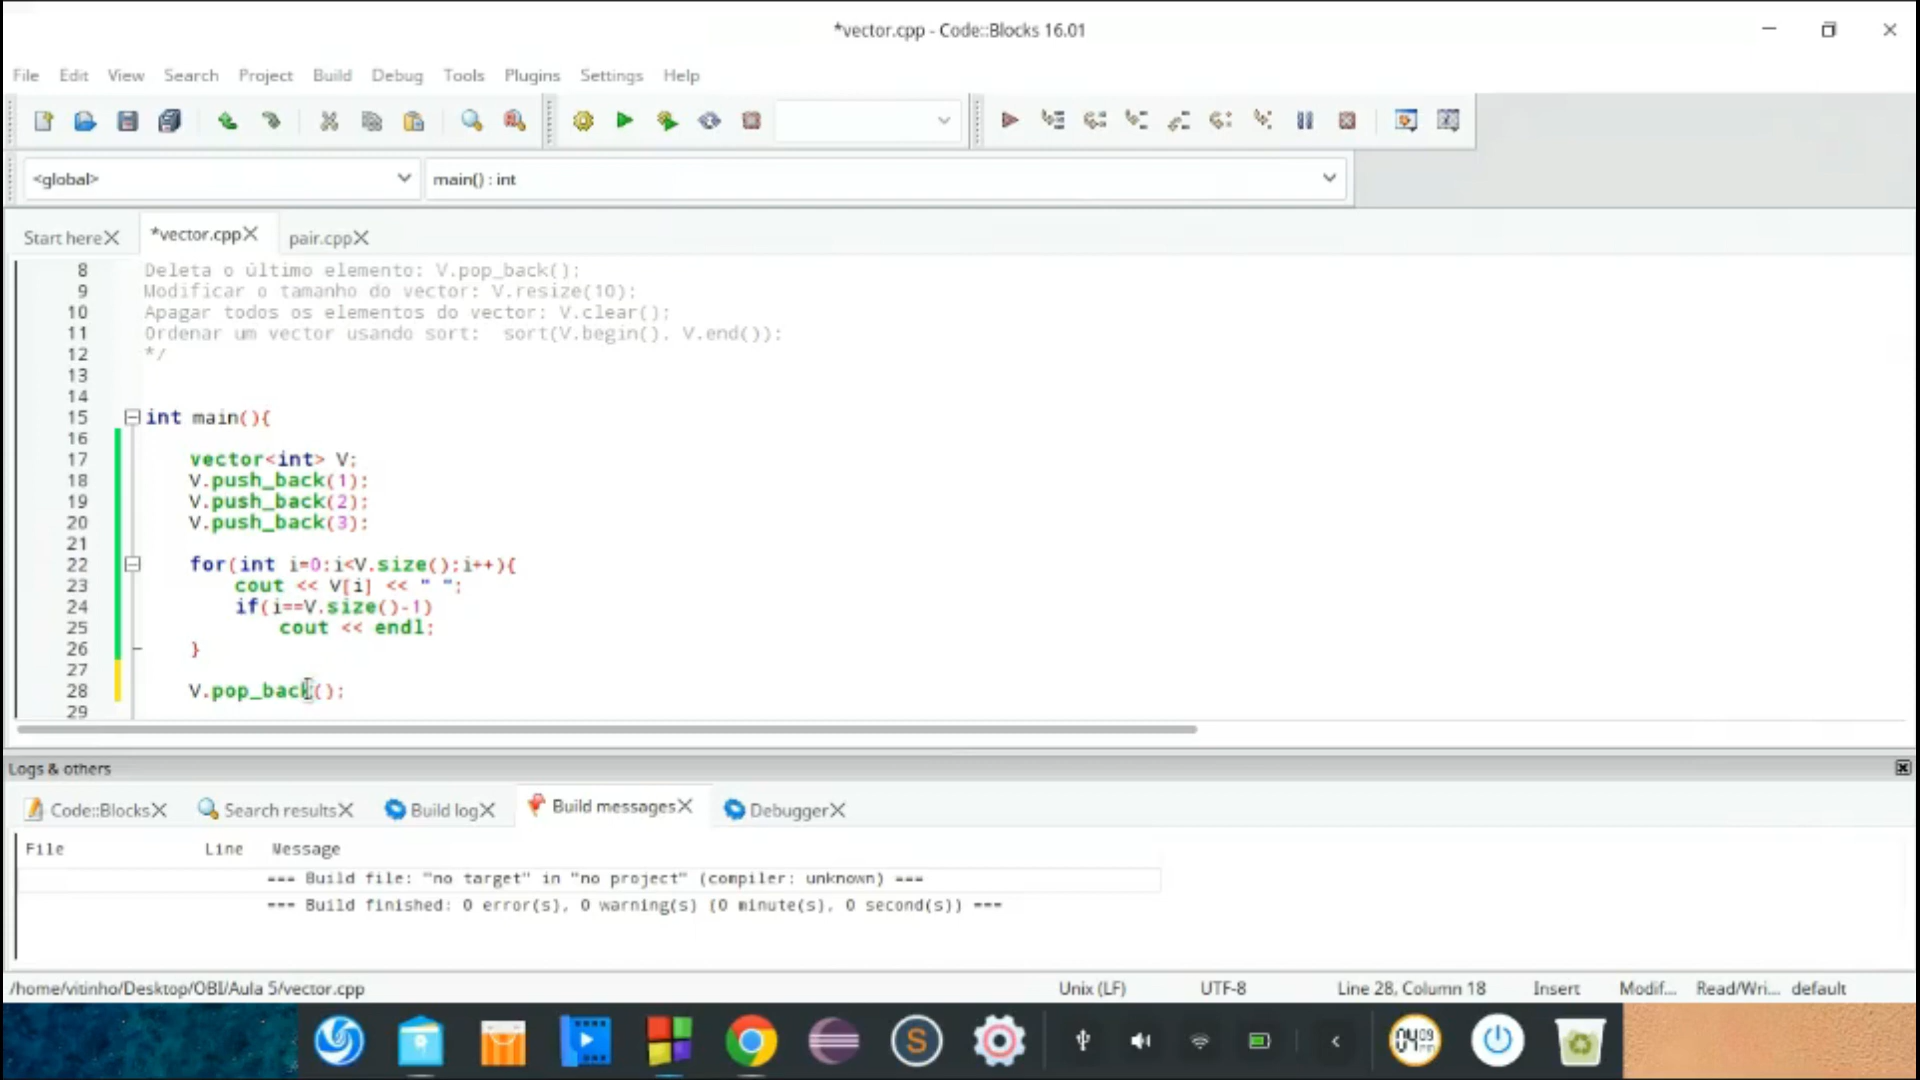 *vector.cpp - Code::Blocks 16.01
File Edit View Search Project Build Debug Tools Plugins Settings Help
<global> main() : int
Start here *vector.cpp pair.cpp
8 Deleta o último elemento: V.pop_back();
9 Modificar o tamanho do vector: V.resize(10);
10 Apagar todos os elementos do vector: V.clear();
11 Ordenar um vector usando sort: sort(V.begin(), V.end());
12 */
13
14
15 int main(){
16
17 vector<int> V;
18 V.push_back(1);
19 V.push_back(2);
20 V.push_back(3);
21
22 for(int i=0;i<V.size();i++){
23 cout << V[i] << " ";
24 if(i==V.size()-1)
25 cout << endl;
26 }
27
28 V.pop_back();
29
Logs & others
Code::Blocks Search results Build log Build messages Debugger
File Line Message
=== Build file: "no target" in "no project" (compiler: unknown) ===
=== Build finished: 0 error(s), 0 warning(s) (0 minute(s), 0 second(s)) ===
/home/vitinho/Desktop/OBI/Aula 5/vector.cpp Unix (LF) UTF-8 Line 28, Column 18 Insert Modif... Read/Wri... default
S 04 09 PM